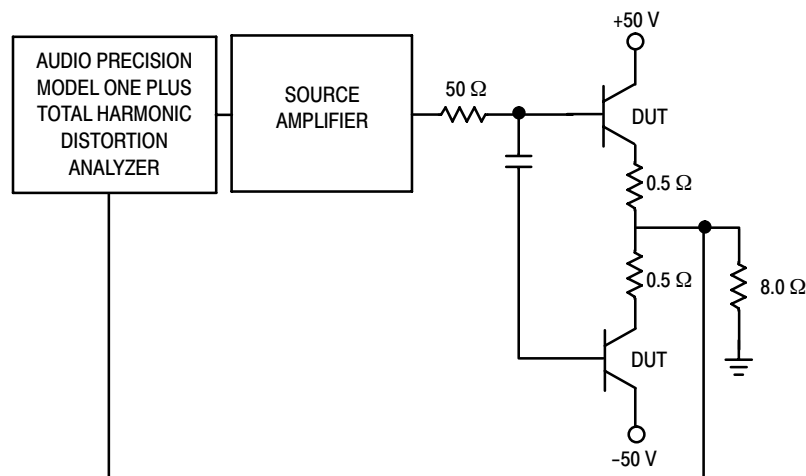 +50 V
AUDIO PRECISION
MODEL ONE PLUS
TOTAL HARMONIC
DISTORTION
ANALYZER
SOURCE
AMPLIFIER
50 Ω
DUT
0.5 Ω
0.5 Ω
8.0 Ω
DUT
–50 V